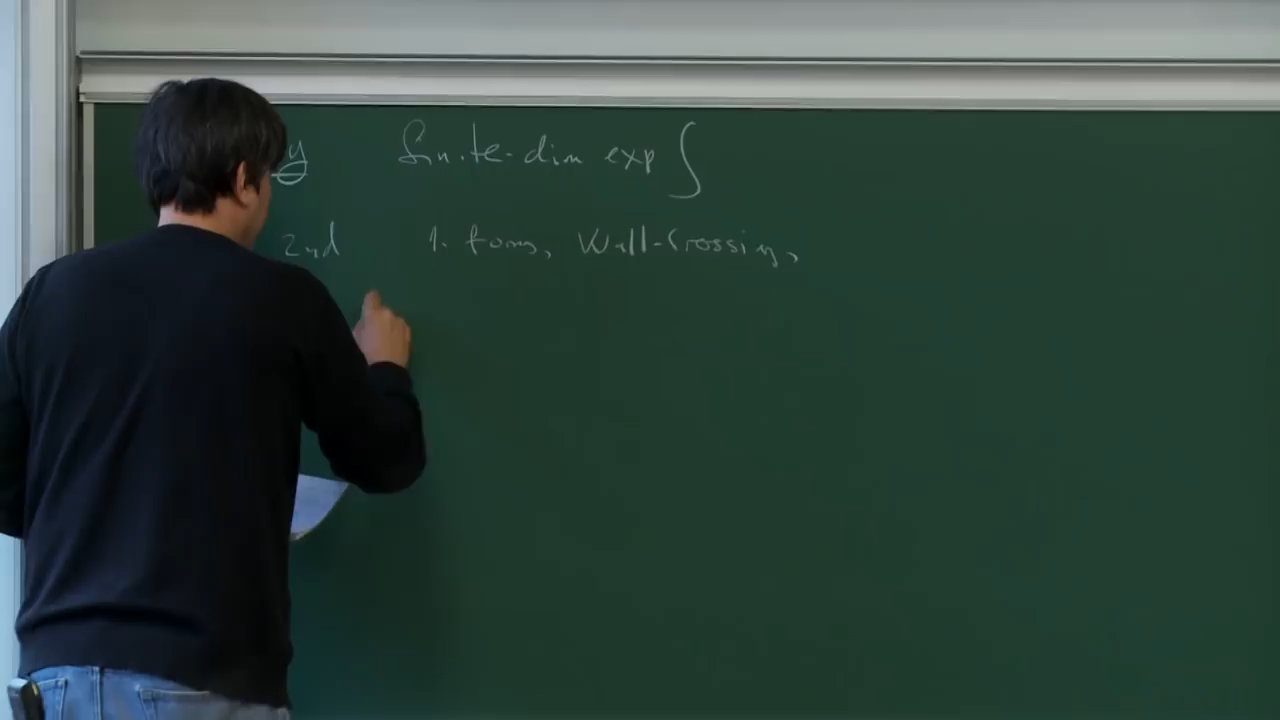 y finite-dim exp ∫
2nd 1-forms, Wall-Crossing,